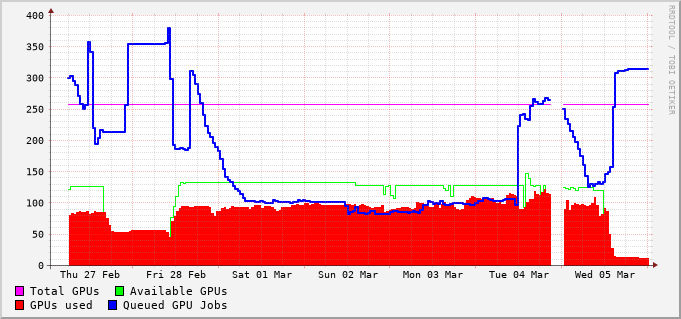 400
350
300
250
200
150
100
50
0
Thu 27 Feb Fri 28 Feb Sat 01 Mar Sun 02 Mar Mon 03 Mar Tue 04 Mar Wed 05 Mar
Total GPUs Available GPUs
GPUs used Queued GPU Jobs
RRDTOOL / TOBI OETIKER